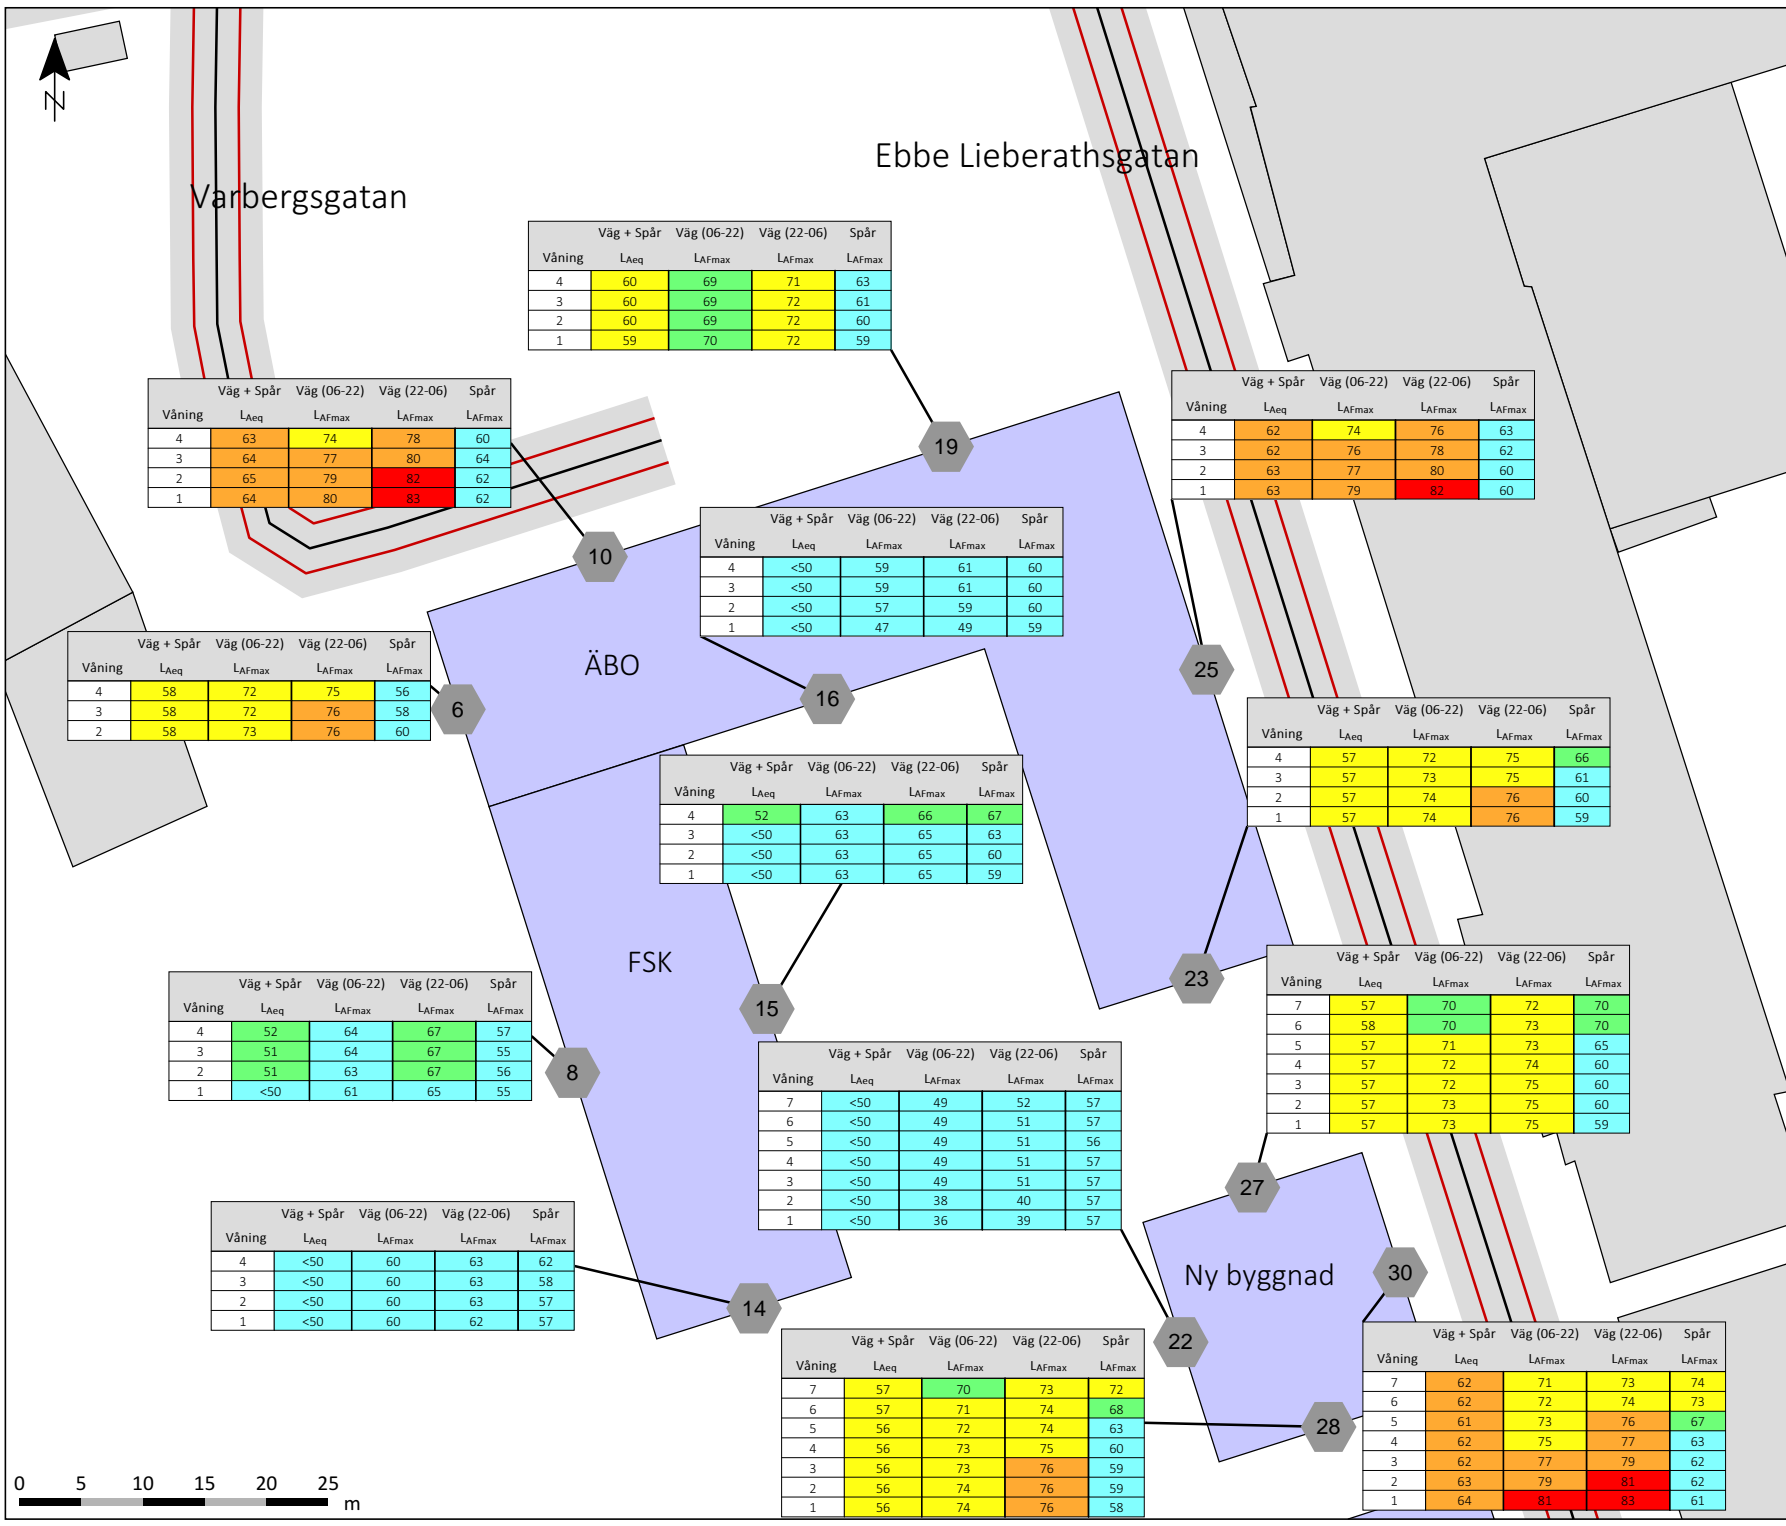 N
Varbergsgatan
Ebbe Lieberathsgatan
Väg + Spår Väg (06-22) Väg (22-06) Spår
Våning LAeq LAFmax LAFmax LAFmax
4 60 69 71 63
3 60 69 72 61
2 60 69 72 60
1 59 70 72 59
Väg + Spår Väg (06-22) Väg (22-06) Spår
Våning LAeq LAFmax LAFmax LAFmax
4 63 74 78 60
3 64 77 80 64
2 65 79 82 62
1 64 80 83 62
Väg + Spår Väg (06-22) Väg (22-06) Spår
Våning LAeq LAFmax LAFmax LAFmax
4 62 74 76 63
3 62 76 78 62
2 63 77 80 60
1 63 79 82 60
19
10
Väg + Spår Väg (06-22) Väg (22-06) Spår
Våning LAeq LAFmax LAFmax LAFmax
4 <50 59 61 60
3 <50 59 61 60
2 <50 57 59 60
1 <50 47 49 59
ÄBO
25
16
Väg + Spår Väg (06-22) Väg (22-06) Spår
Våning LAeq LAFmax LAFmax LAFmax
4 58 72 75 56
3 58 72 76 58
2 58 73 76 60
6
Väg + Spår Väg (06-22) Väg (22-06) Spår
Våning LAeq LAFmax LAFmax LAFmax
4 57 72 75 66
3 57 73 75 61
2 57 74 76 60
1 57 74 76 59
Väg + Spår Väg (06-22) Väg (22-06) Spår
Våning LAeq LAFmax LAFmax LAFmax
4 52 63 66 67
3 <50 63 65 63
2 <50 63 65 60
1 <50 63 65 59
FSK
23
15
Väg + Spår Väg (06-22) Väg (22-06) Spår
Våning LAeq LAFmax LAFmax LAFmax
7 57 70 72 70
6 58 70 73 70
5 57 71 73 65
4 57 72 74 60
3 57 72 75 60
2 57 73 75 60
1 57 73 75 59
Väg + Spår Väg (06-22) Väg (22-06) Spår
Våning LAeq LAFmax LAFmax LAFmax
4 52 64 67 57
3 51 64 67 55
2 51 63 67 56
1 <50 61 65 55
8
Väg + Spår Väg (06-22) Väg (22-06) Spår
Våning LAeq LAFmax LAFmax LAFmax
7 <50 49 52 57
6 <50 49 51 57
5 <50 49 51 56
4 <50 49 51 57
3 <50 49 51 57
2 <50 38 40 57
1 <50 36 39 57
27
Väg + Spår Väg (06-22) Väg (22-06) Spår
Våning LAeq LAFmax LAFmax LAFmax
4 <50 60 63 62
3 <50 60 63 58
2 <50 60 63 57
1 <50 60 62 57
14
Ny byggnad
30
22
28
Väg + Spår Väg (06-22) Väg (22-06) Spår
Våning LAeq LAFmax LAFmax LAFmax
7 57 70 73 72
6 57 71 74 68
5 56 72 74 63
4 56 73 75 60
3 56 73 76 59
2 56 74 76 59
1 56 74 76 58
Väg + Spår Väg (06-22) Väg (22-06) Spår
Våning LAeq LAFmax LAFmax LAFmax
7 62 71 73 74
6 62 72 74 73
5 61 73 76 67
4 62 75 77 63
3 62 77 79 62
2 63 79 81 62
1 64 81 83 61
0 5 10 15 20 25
m